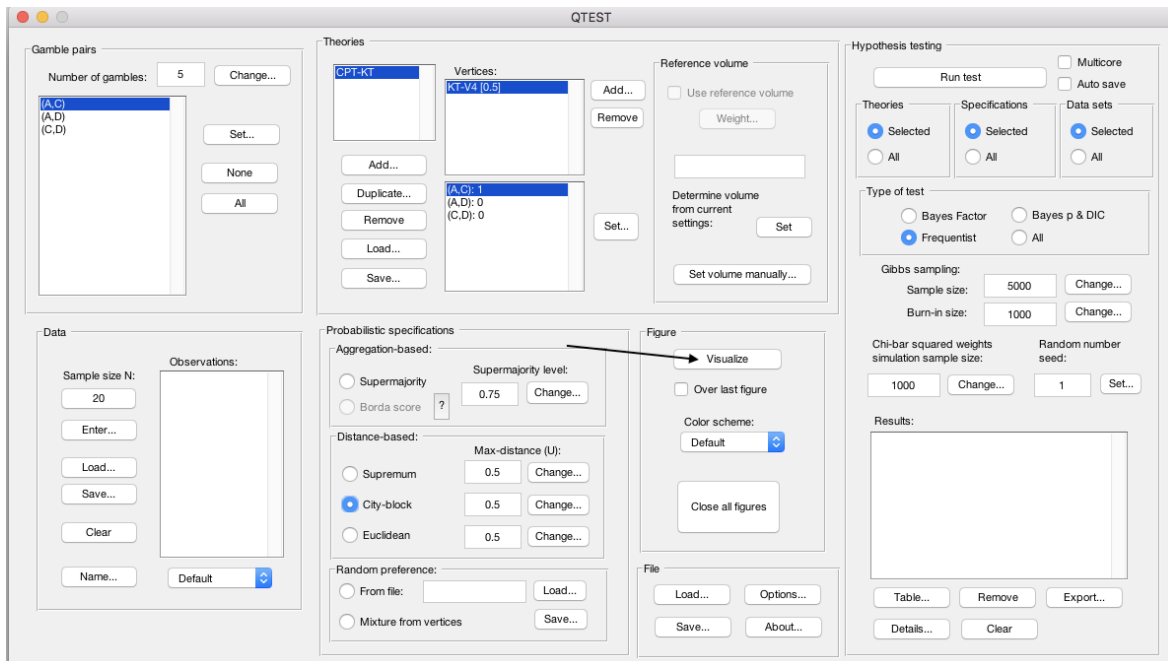 QTEST
Gamble pairs
Number of gambles: 5 Change...
(A,C)
(A,D)
(C,D)
Set...
None
All
Theories
CPT-KT
Vertices:
KT-V4 [0.5]
Add...
Remove
Add...
Duplicate...
Remove
Load...
Save...
(A,C): 1
(A,D): 0
(C,D): 0
Set...
Reference volume
Use reference volume
Weight...
Determine volume
from current
settings: Set
Set volume manually...
Hypothesis testing
Run test
Multicore
Auto save
Theories
Selected
All
Specifications
Selected
All
Data sets
Selected
All
Type of test
Bayes Factor Bayes p & DIC
Frequentist All
Gibbs sampling:
Sample size: 5000 Change...
Burn-in size: 1000 Change...
Chi-bar squared weights
simulation sample size:
1000 Change...
Random number
seed:
1 Set...
Results:
Table... Remove Export...
Details... Clear
Data
Sample size N:
20
Enter...
Load...
Save...
Clear
Name...
Observations:
Default
Probabilistic specifications
Aggregation-based:
Supermajority
Borda score ?
Supermajority level:
0.75 Change...
Distance-based:
Max-distance (U):
Supremum 0.5 Change...
City-block 0.5 Change...
Euclidean 0.5 Change...
Random preference:
From file: Load...
Mixture from vertices Save...
Figure
Visualize
Over last figure
Color scheme:
Default
Close all figures
File
Load... Options...
Save... About...